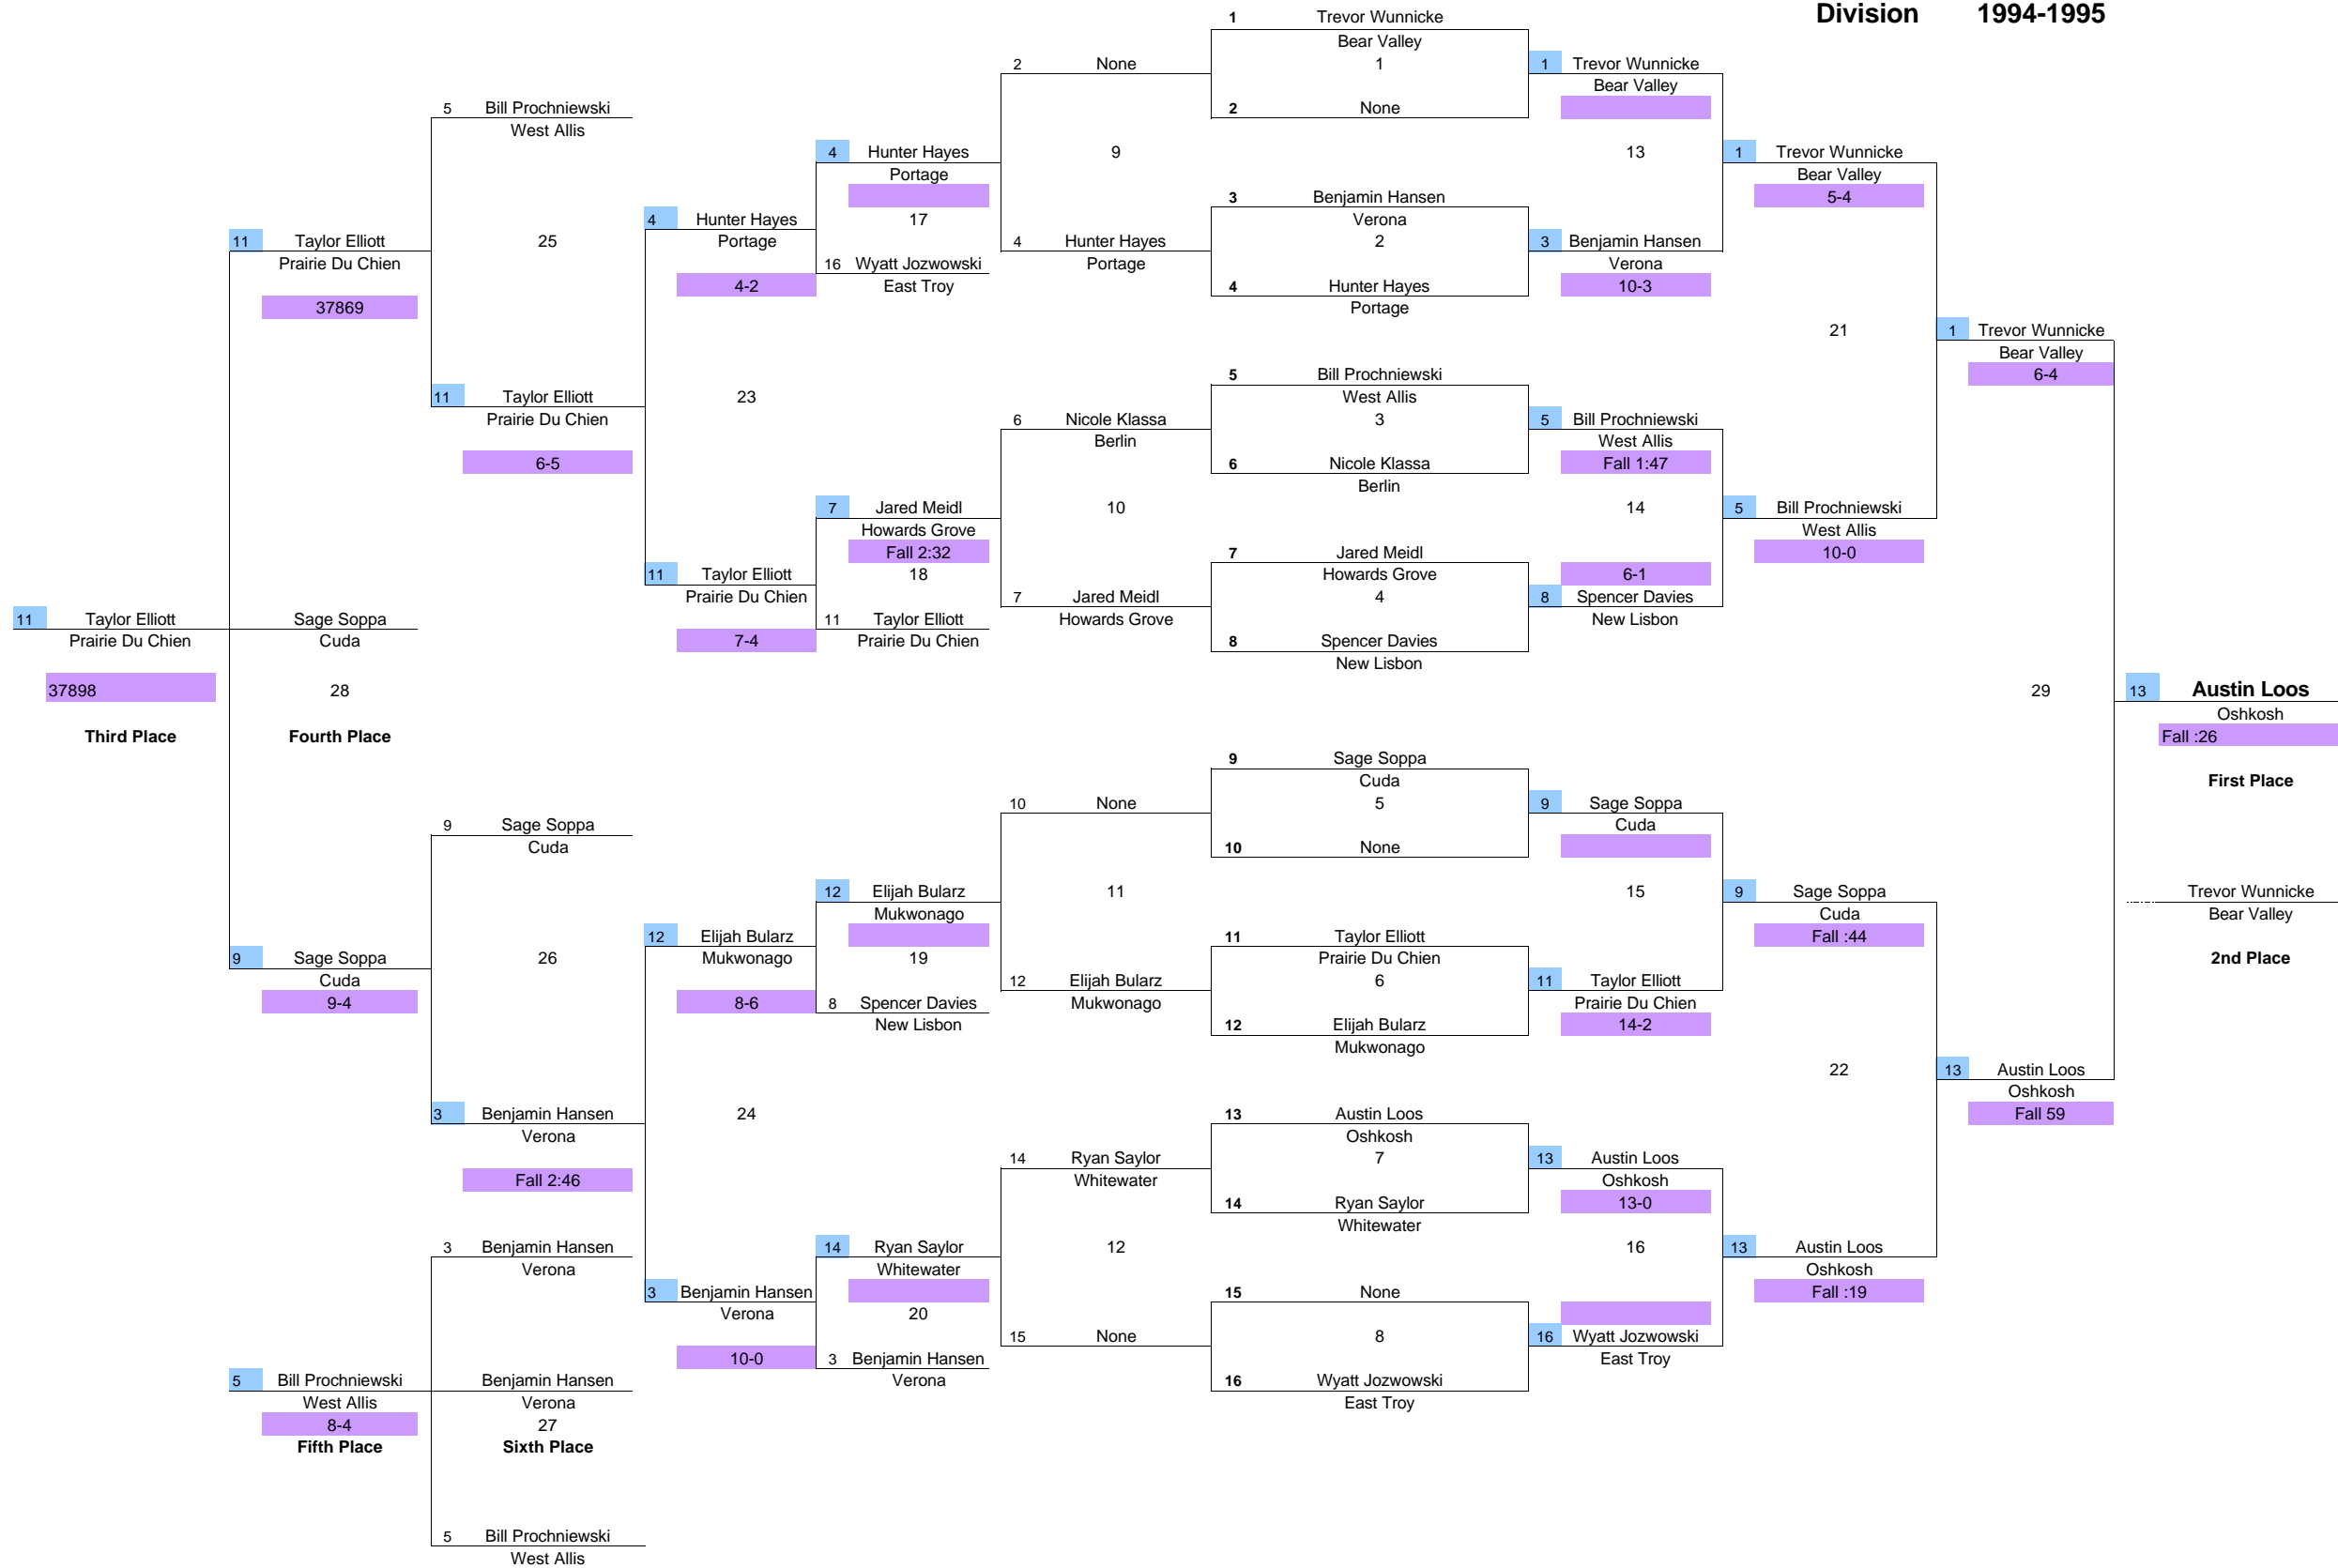 Division 1994-1995
1 Trevor Wunnicke
Bear Valley
2 None
1
1 Trevor Wunnicke
Bear Valley
5 Bill Prochniewski
West Allis
2 None
4 Hunter Hayes
Portage
9
13
1 Trevor Wunnicke
Bear Valley
5-4
3 Benjamin Hansen
Verona
4 Hunter Hayes
Portage
17
11 Taylor Elliott
Prairie Du Chien
37869
25
4 Hunter Hayes
Portage
2
3 Benjamin Hansen
Verona
10-3
16 Wyatt Jozwowski
East Troy
4-2
4 Hunter Hayes
Portage
21
1 Trevor Wunnicke
Bear Valley
6-4
5 Bill Prochniewski
West Allis
11 Taylor Elliott
Prairie Du Chien
6-5
23
6 Nicole Klassa
Berlin
3
5 Bill Prochniewski
West Allis
Fall 1:47
6 Nicole Klassa
Berlin
7 Jared Meidl
Howards Grove
Fall 2:32
18
10
14
5 Bill Prochniewski
West Allis
10-0
7 Jared Meidl
Howards Grove
11 Taylor Elliott
Prairie Du Chien
7-4
6-1
11 Taylor Elliott
Prairie Du Chien
37898
Third Place
Sage Soppa
Cuda
28
Fourth Place
11 Taylor Elliott
Prairie Du Chien
7 Jared Meidl
Howards Grove
4
8 Spencer Davies
New Lisbon
8 Spencer Davies
New Lisbon
29
13 Austin Loos
Oshkosh
Fall :26
First Place
9 Sage Soppa
Cuda
5
10 None
9 Sage Soppa
Cuda
10 None
9 Sage Soppa
Cuda
12 Elijah Bularz
Mukwonago
19
11
15
9 Sage Soppa
Cuda
Fall :44
Trevor Wunnicke
Bear Valley
2nd Place
9 Sage Soppa
Cuda
9-4
26
12 Elijah Bularz
Mukwonago
8-6
8 Spencer Davies
New Lisbon
12 Elijah Bularz
Mukwonago
11 Taylor Elliott
Prairie Du Chien
6
12 Elijah Bularz
Mukwonago
11 Taylor Elliott
Prairie Du Chien
14-2
22
13 Austin Loos
Oshkosh
Fall 59
3 Benjamin Hansen
Verona
Fall 2:46
24
13 Austin Loos
Oshkosh
7
14 Ryan Saylor
Whitewater
14 Ryan Saylor
Whitewater
13 Austin Loos
Oshkosh
13-0
3 Benjamin Hansen
Verona
14 Ryan Saylor
Whitewater
20
12
16
13 Austin Loos
Oshkosh
Fall :19
3 Benjamin Hansen
Verona
10-0
3 Benjamin Hansen
Verona
15 None
15 None
8
16 Wyatt Jozwowski
East Troy
16 Wyatt Jozwowski
East Troy
5 Bill Prochniewski
West Allis
8-4
Fifth Place
Benjamin Hansen
Verona
27
Sixth Place
5 Bill Prochniewski
West Allis